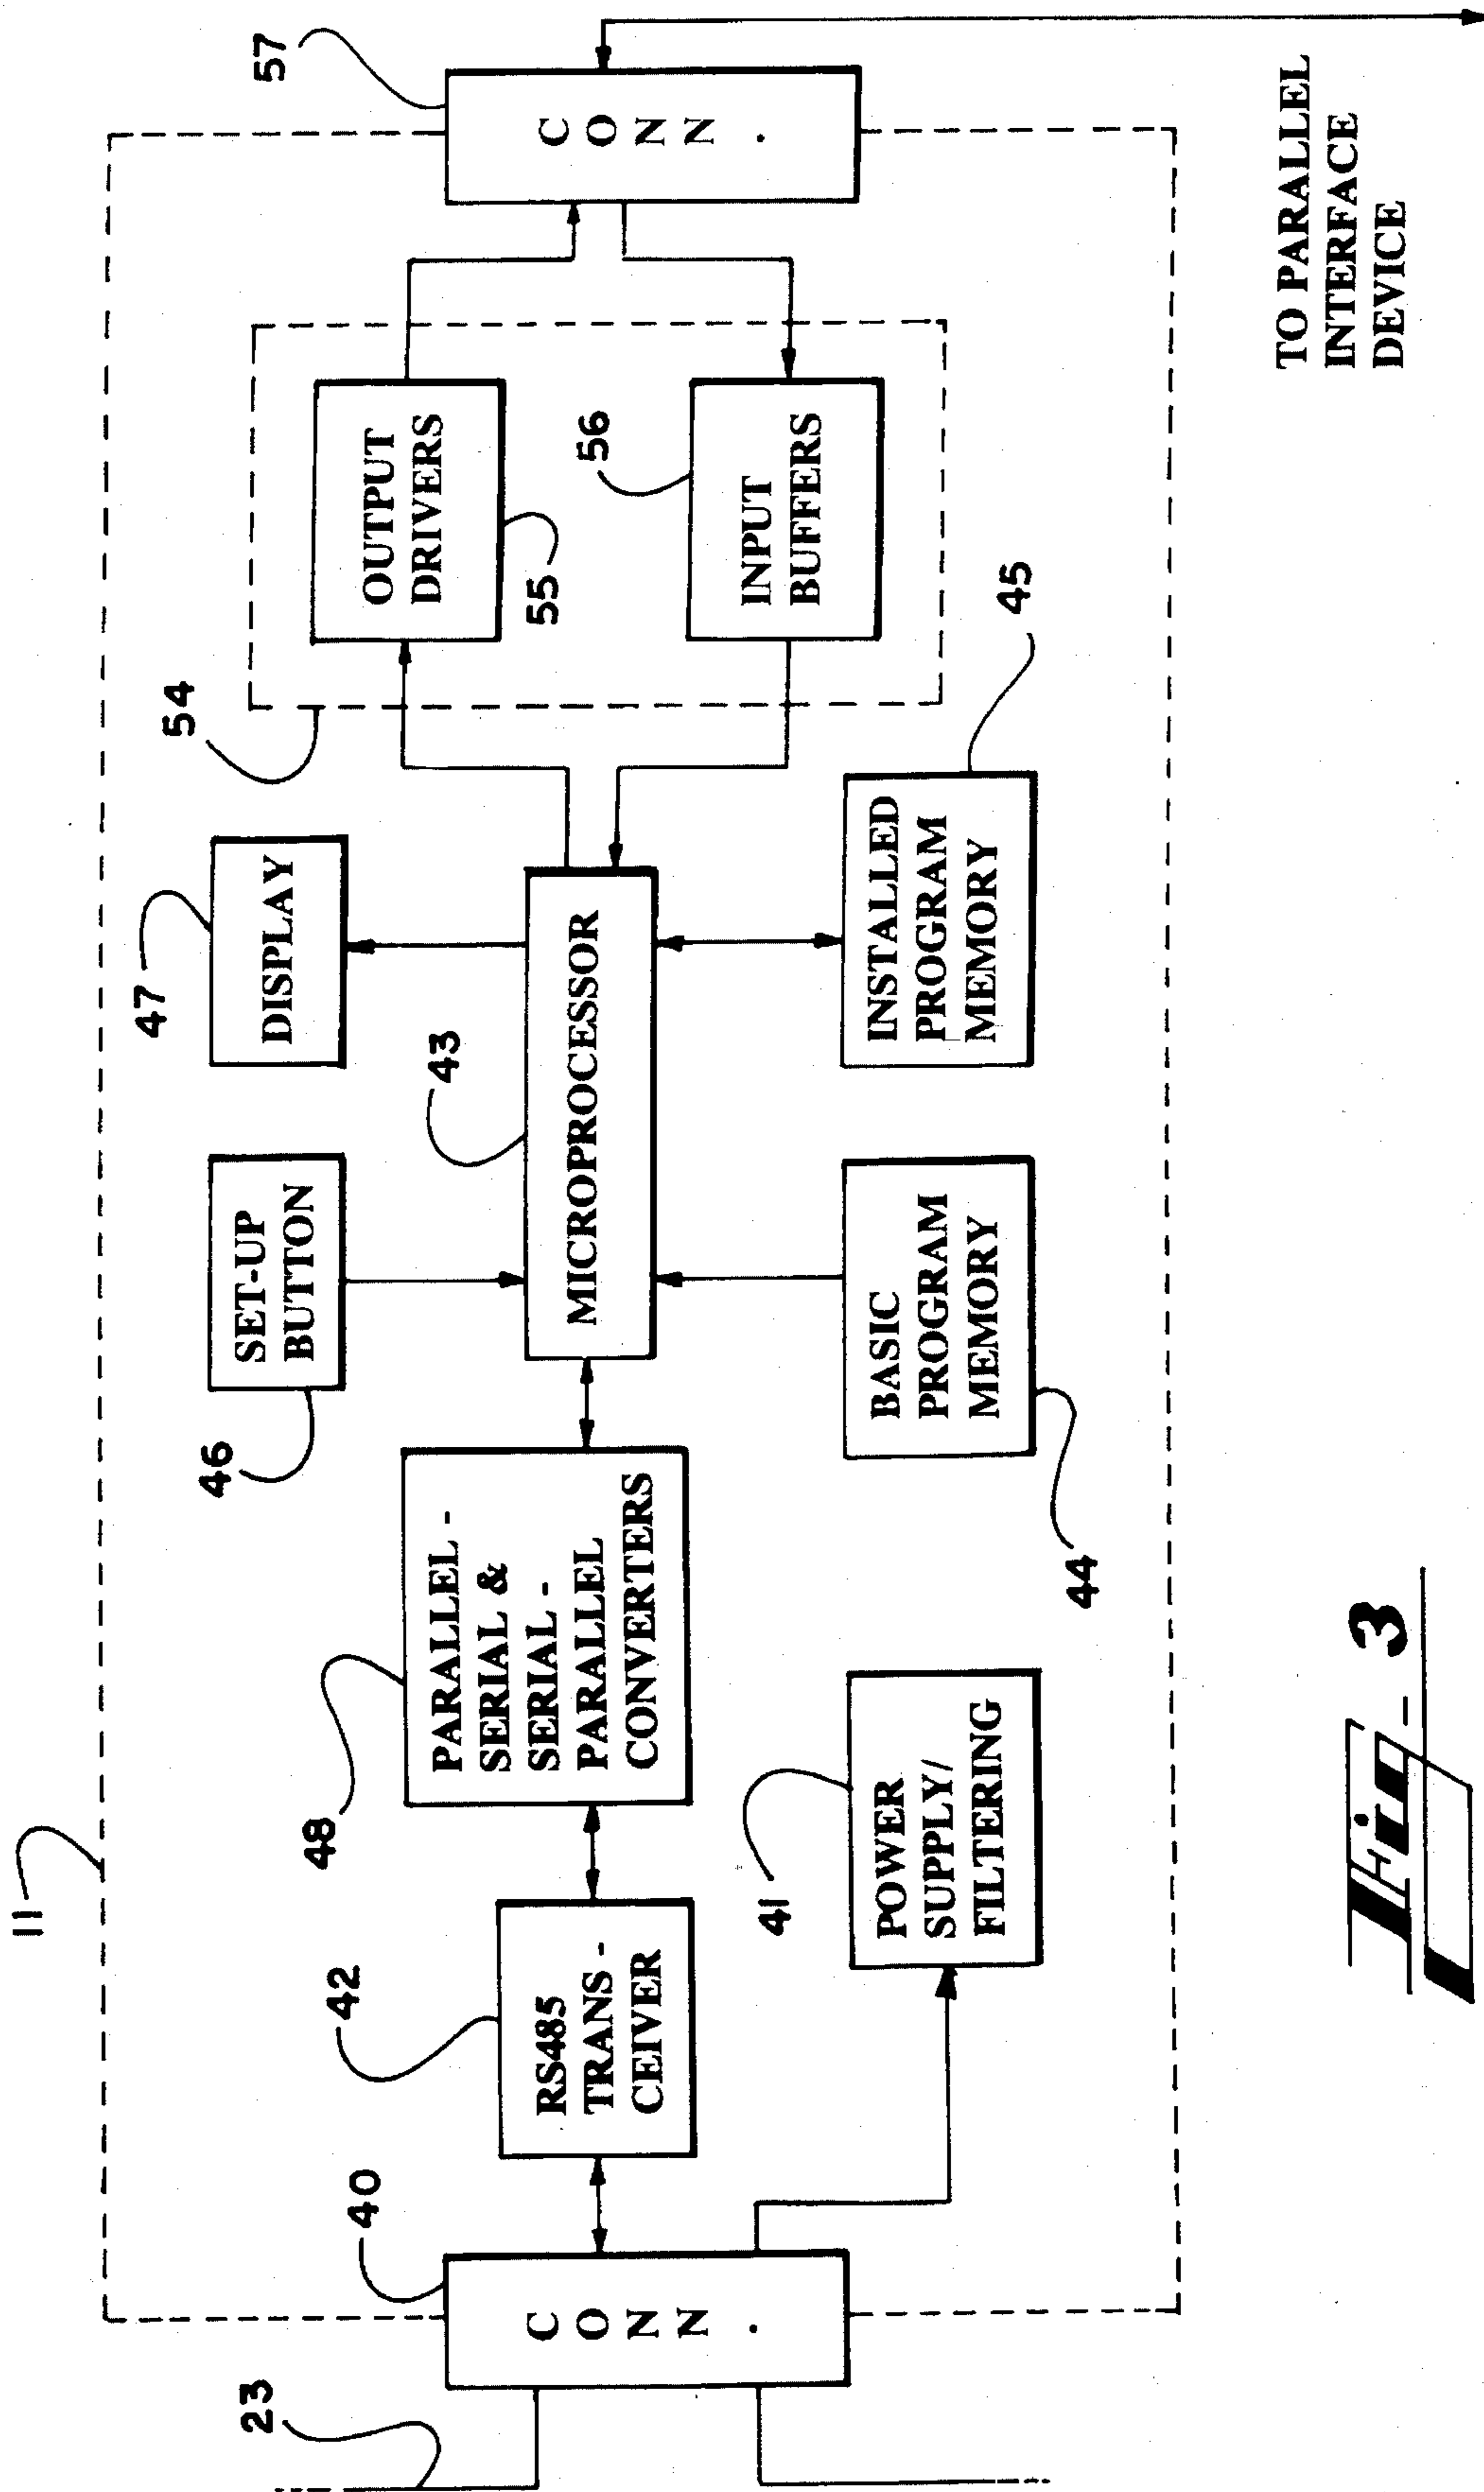 11
46
SET-UP
BUTTON
47
DISPLAY
54
57
23
40
C
O
N
N
.
42
RS485
TRANS -
CEIVER
48
PARALLEL -
SERIAL &
SERIAL -
PARALLEL
CONVERTERS
43
MICROPROCESSOR
OUTPUT
DRIVERS
55
56
INPUT
BUFFERS
C
O
N
N
.
41
POWER
SUPPLY/
FILTERING
44
BASIC
PROGRAM
MEMORY
45
INSTALLED
PROGRAM
MEMORY
TO PARALLEL
INTERFACE
DEVICE
Fig- 3